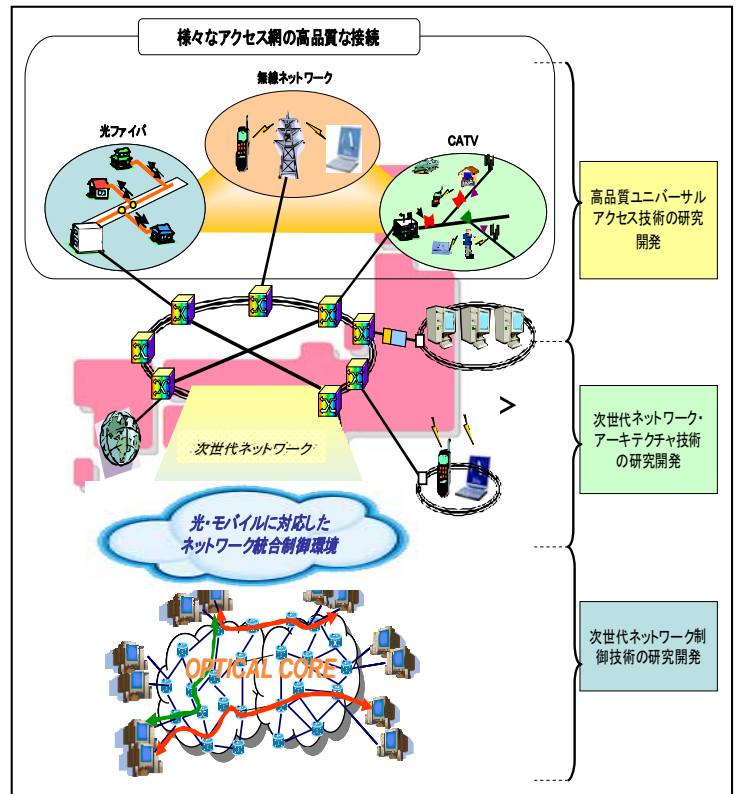 様々なアクセス網の高品質な接続
無線ネットワーク
光ファイバ
CATV
高品質ユニバーサル
アクセス技術の研究
開発
>
次世代ネットワーク・
アーキテクチャ技術
の研究開発
次世代ネットワーク
光・モバイルに対応した
ネットワーク統合制御環境
OPTICAL CORE
次世代ネットワーク制
御技術の研究開発